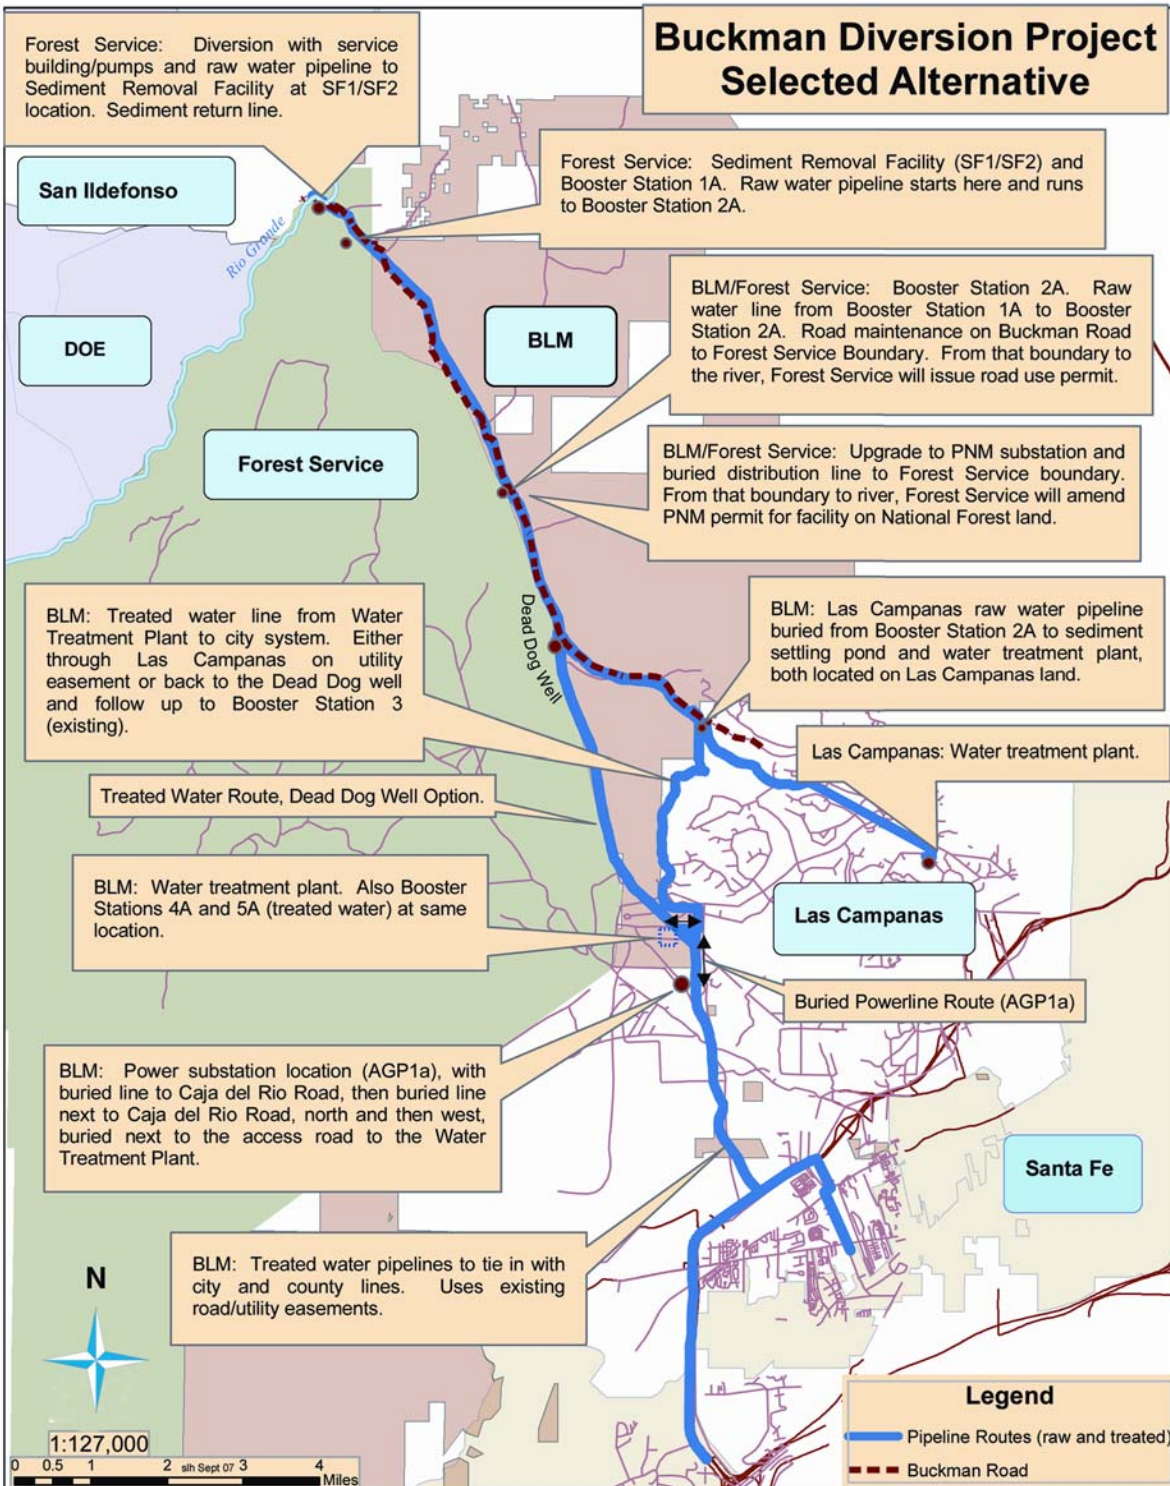 Buckman Diversion Project
Selected Alternative
Forest Service: Diversion with service
building/pumps and raw water pipeline to
Sediment Removal Facility at SF1/SF2
location. Sediment return line.
San Ildefonso
Forest Service: Sediment Removal Facility (SF1/SF2) and
Booster Station 1A. Raw water pipeline starts here and runs
to Booster Station 2A.
Rio Grande
DOE
BLM
BLM/Forest Service: Booster Station 2A. Raw
water line from Booster Station 1A to Booster
Station 2A. Road maintenance on Buckman Road
to Forest Service Boundary. From that boundary to
the river, Forest Service will issue road use permit.
Forest Service
BLM/Forest Service: Upgrade to PNM substation and
buried distribution line to Forest Service boundary.
From that boundary to river, Forest Service will amend
PNM permit for facility on National Forest land.
BLM: Treated water line from Water
Treatment Plant to city system. Either
through Las Campanas on utility
easement or back to the Dead Dog well
and follow up to Booster Station 3
(existing).
Dead Dog Well
BLM: Las Campanas raw water pipeline
buried from Booster Station 2A to sediment
settling pond and water treatment plant,
both located on Las Campanas land.
Las Campanas: Water treatment plant.
Treated Water Route, Dead Dog Well Option.
BLM: Water treatment plant. Also Booster
Stations 4A and 5A (treated water) at same
location.
Las Campanas
Buried Powerline Route (AGP1a)
BLM: Power substation location (AGP1a), with
buried line to Caja del Rio Road, then buried line
next to Caja del Rio Road, north and then west,
buried next to the access road to the Water
Treatment Plant.
Santa Fe
BLM: Treated water pipelines to tie in with
city and county lines. Uses existing
road/utility easements.
N
1:127,000
0 0.5 1 2 slh Sept 07 3 4
Miles
Legend
Pipeline Routes (raw and treated)
Buckman Road